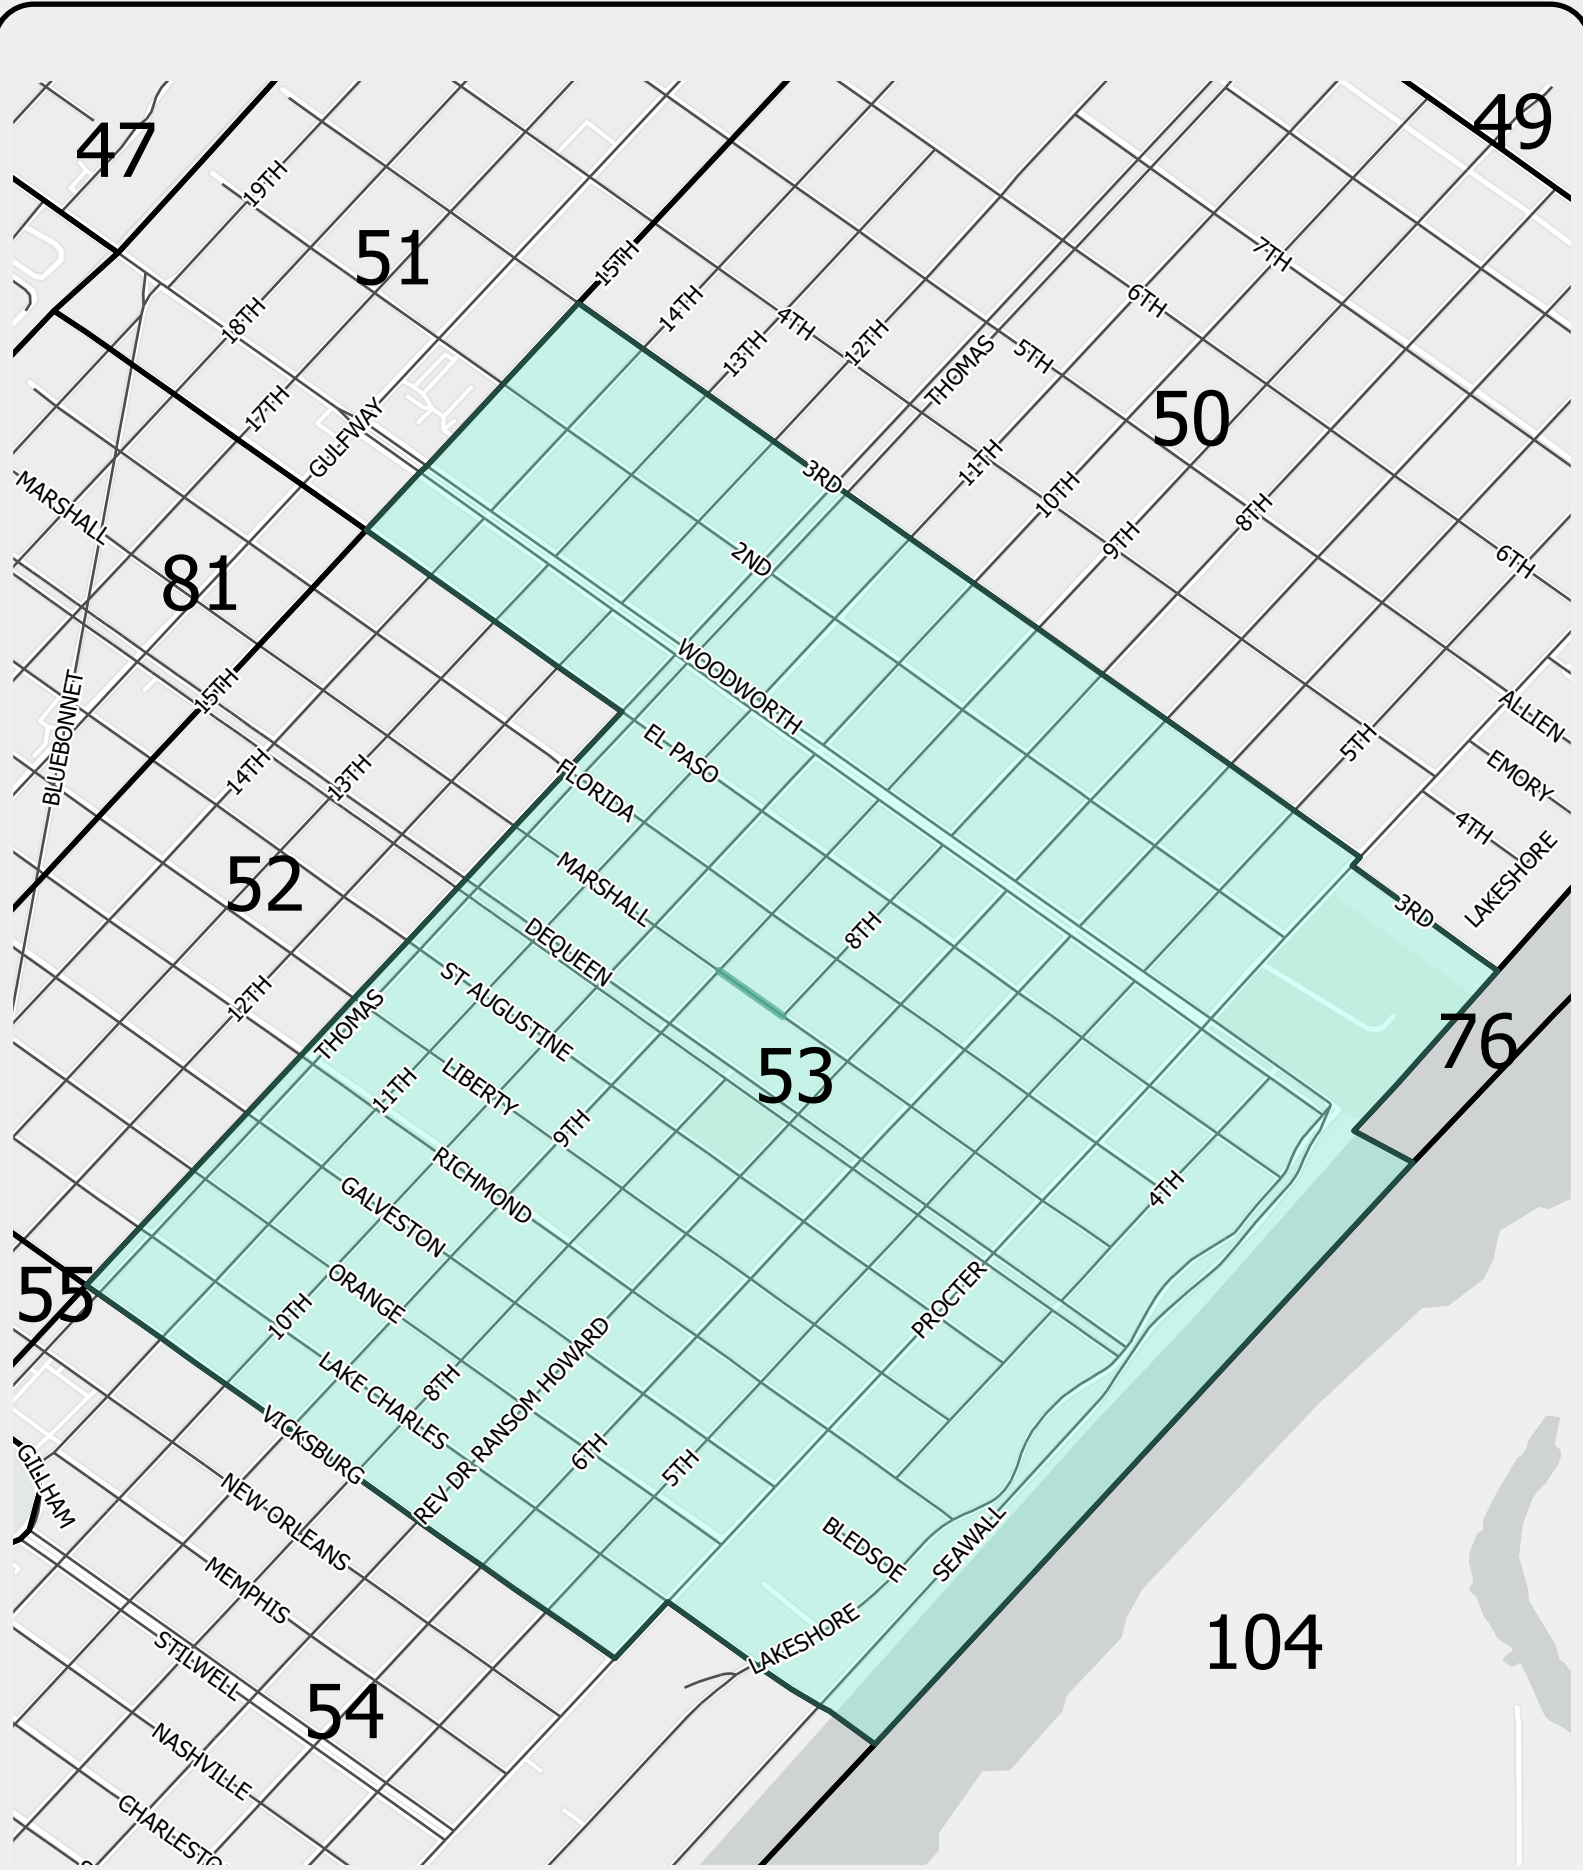 49
47
19TH
51
15TH
7TH
14TH
4TH
6TH
18TH
13TH
12TH
5TH
THOMAS
50
17TH
GULFWAY
3RD
11TH
10TH
8TH
MARSHALL
9TH
2ND
6TH
81
15TH
WOODWORTH
ALLIEN
BLUEBONNET
EL PASO
5TH
14TH
13TH
FLORIDA
EMORY
4TH
52
MARSHALL
LAKESHORE
3RD
8TH
DEQUEEN
12TH
ST AUGUSTINE
THOMAS
76
53
LIBERTY
11TH
9TH
RICHMOND
4TH
GALVESTON
55
ORANGE
PROCTER
10TH
REV DR RANSOM HOWARD
LAKE CHARLES
8TH
VICKSBURG
6TH
5TH
GILLHAM
NEW ORLEANS
BLEDSOE
SEAWALL
MEMPHIS
LAKESHORE
104
STILWELL
54
NASHVILLE
CHARLESTO